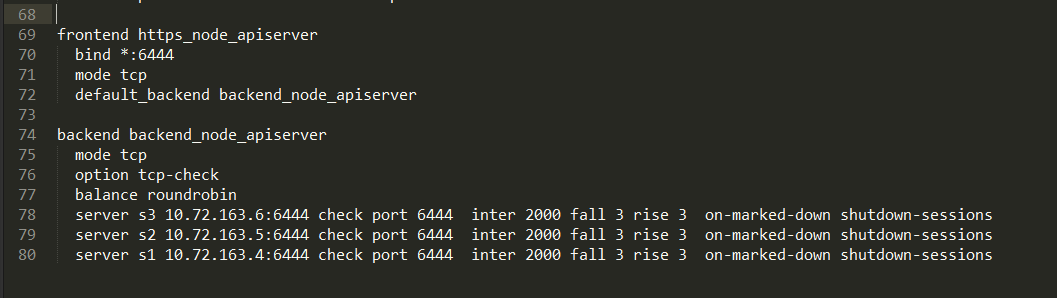 68
69 frontend https_node_apiserver
70   bind *:6444
71   mode tcp
72   default_backend backend_node_apiserver
73
74 backend backend_node_apiserver
75   mode tcp
76   option tcp-check
77   balance roundrobin
78   server s3 10.72.163.6:6444 check port 6444  inter 2000 fall 3 rise 3  on-marked-down shutdown-sessions
79   server s2 10.72.163.5:6444 check port 6444  inter 2000 fall 3 rise 3  on-marked-down shutdown-sessions
80   server s1 10.72.163.4:6444 check port 6444  inter 2000 fall 3 rise 3  on-marked-down shutdown-sessions